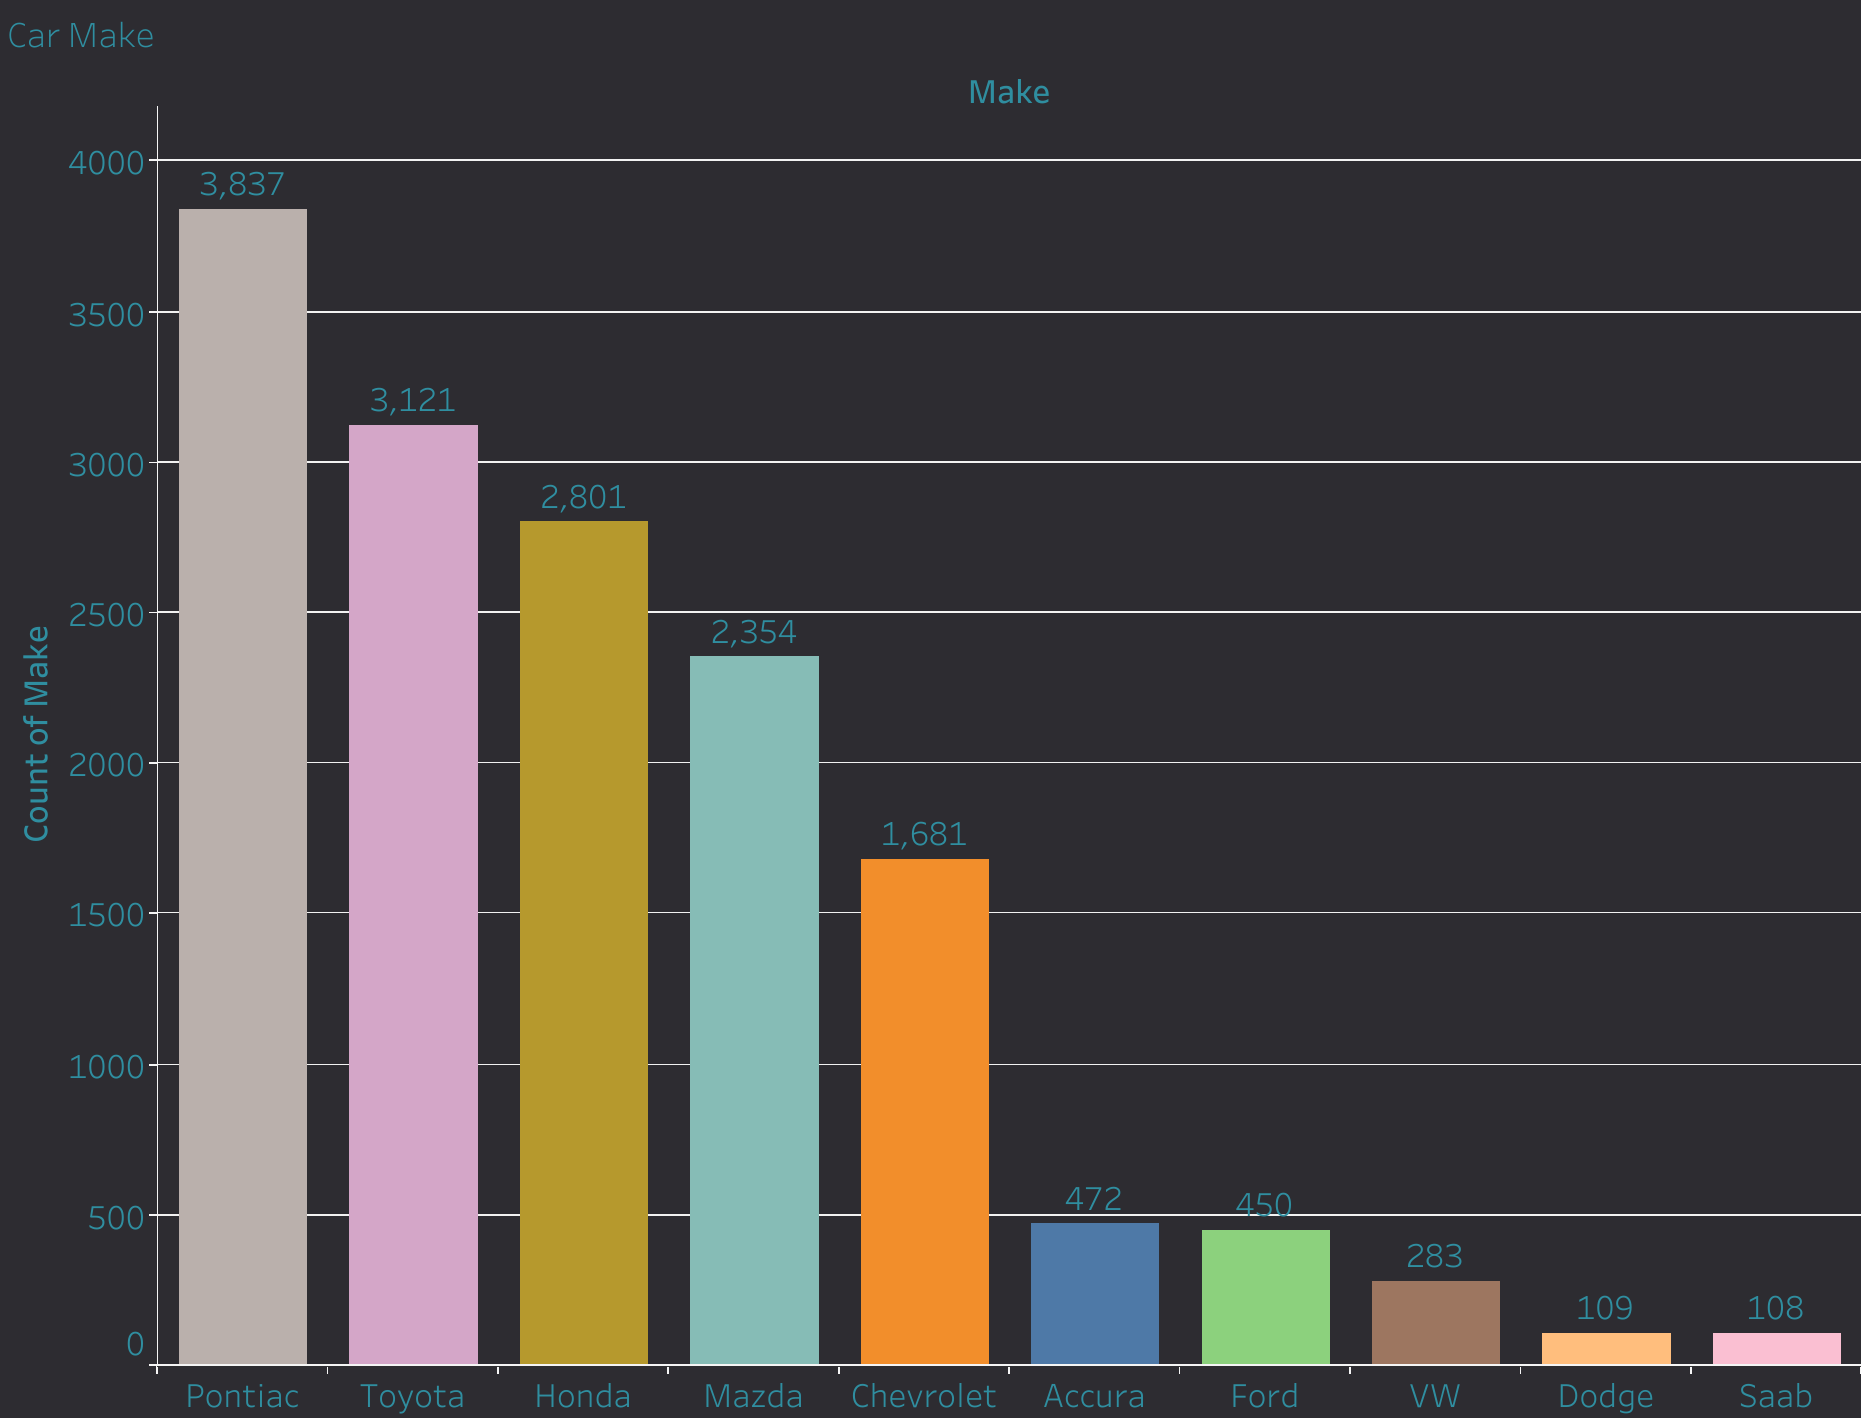 Car Make
Make
4000
3500
3000
2500
2000
1500
1000
500
0
Count of Make
3,837
3,121
2,801
2,354
1,681
472
450
283
109
108
Pontiac
Toyota
Honda
Mazda
Chevrolet
Accura
Ford
VW
Dodge
Saab